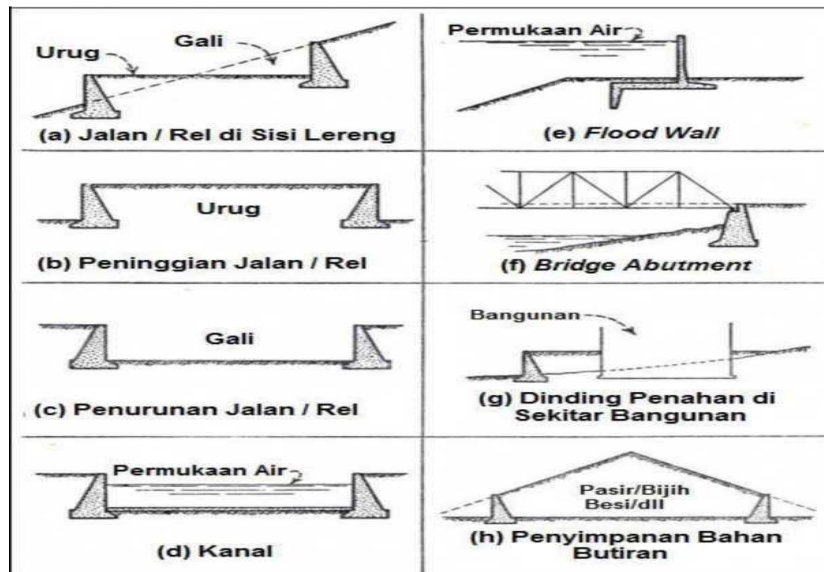 Urug
Gali
(a) Jalan / Rel di Sisi Lereng
Urug
(b) Peninggian Jalan / Rel
Gali
(c) Penurunan Jalan / Rel
Permukaan Air
(d) Kanal
Permukaan Air
(e) Flood Wall
(f) Bridge Abutment
Bangunan
(g) Dinding Penahan di
Sekitar Bangunan
Pasir/Bijih
Besi/dll
(h) Penyimpanan Bahan
Butiran